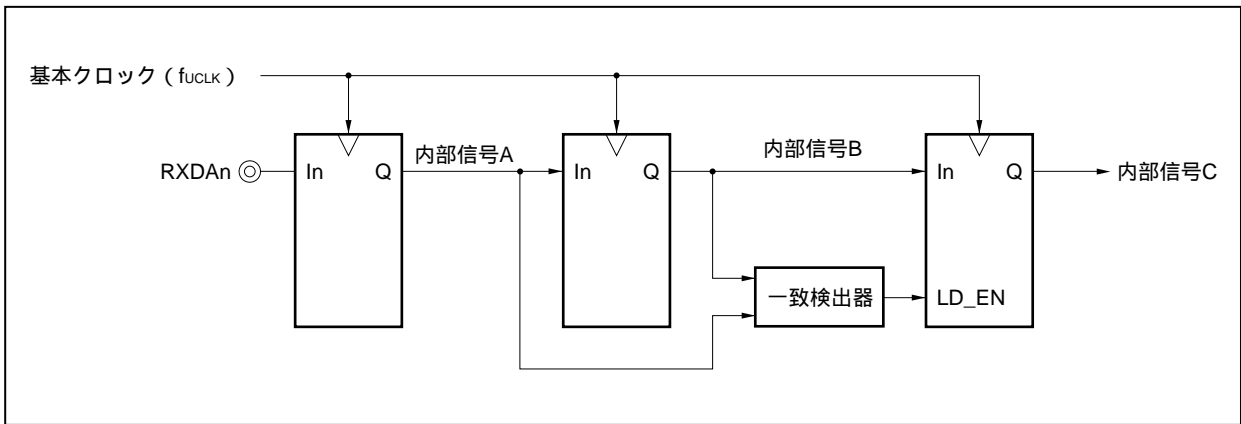 基本クロック（fUCLK）
RXDAn
In
Q
内部信号A
In
Q
内部信号B
In
Q
内部信号C
一致検出器
LD_EN